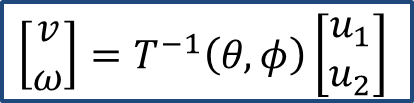 [v ω] = T⁻¹(θ, ϕ) [u₁ u₂]